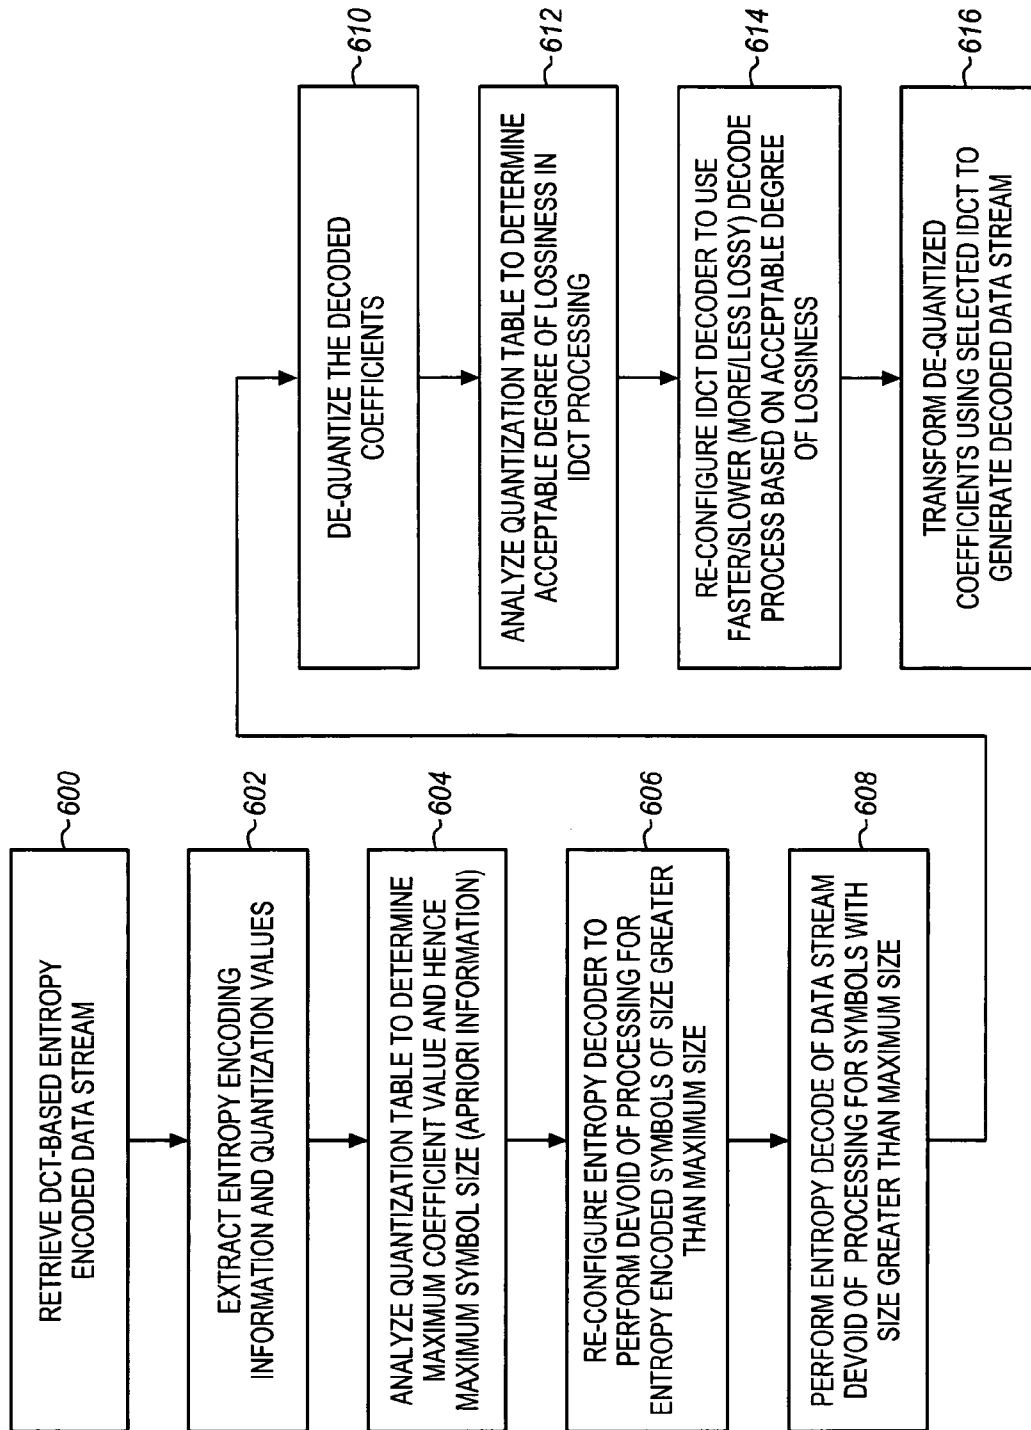 RETRIEVE DCT-BASED ENTROPY
ENCODED DATA STREAM
600
EXTRACT ENTROPY ENCODING
INFORMATION AND QUANTIZATION VALUES
602
ANALYZE QUANTIZATION TABLE TO DETERMINE
MAXIMUM COEFFICIENT VALUE AND HENCE
MAXIMUM SYMBOL SIZE (APRIORI INFORMATION)
604
RE-CONFIGURE ENTROPY DECODER TO
PERFORM DEVOID OF PROCESSING FOR
ENTROPY ENCODED SYMBOLS OF SIZE GREATER
THAN MAXIMUM SIZE
606
PERFORM ENTROPY DECODE OF DATA STREAM
DEVOID OF PROCESSING FOR SYMBOLS WITH
SIZE GREATER THAN MAXIMUM SIZE
608
DE-QUANTIZE THE DECODED
COEFFICIENTS
610
ANALYZE QUANTIZATION TABLE TO DETERMINE
ACCEPTABLE DEGREE OF LOSSINESS IN
IDCT PROCESSING
612
RE-CONFIGURE IDCT DECODER TO USE
FASTER/SLOWER (MORE/LESS LOSSY) DECODE
PROCESS BASED ON ACCEPTABLE DEGREE
OF LOSSINESS
614
TRANSFORM DE-QUANTIZED
COEFFICIENTS USING SELECTED IDCT TO
GENERATE DECODED DATA STREAM
616